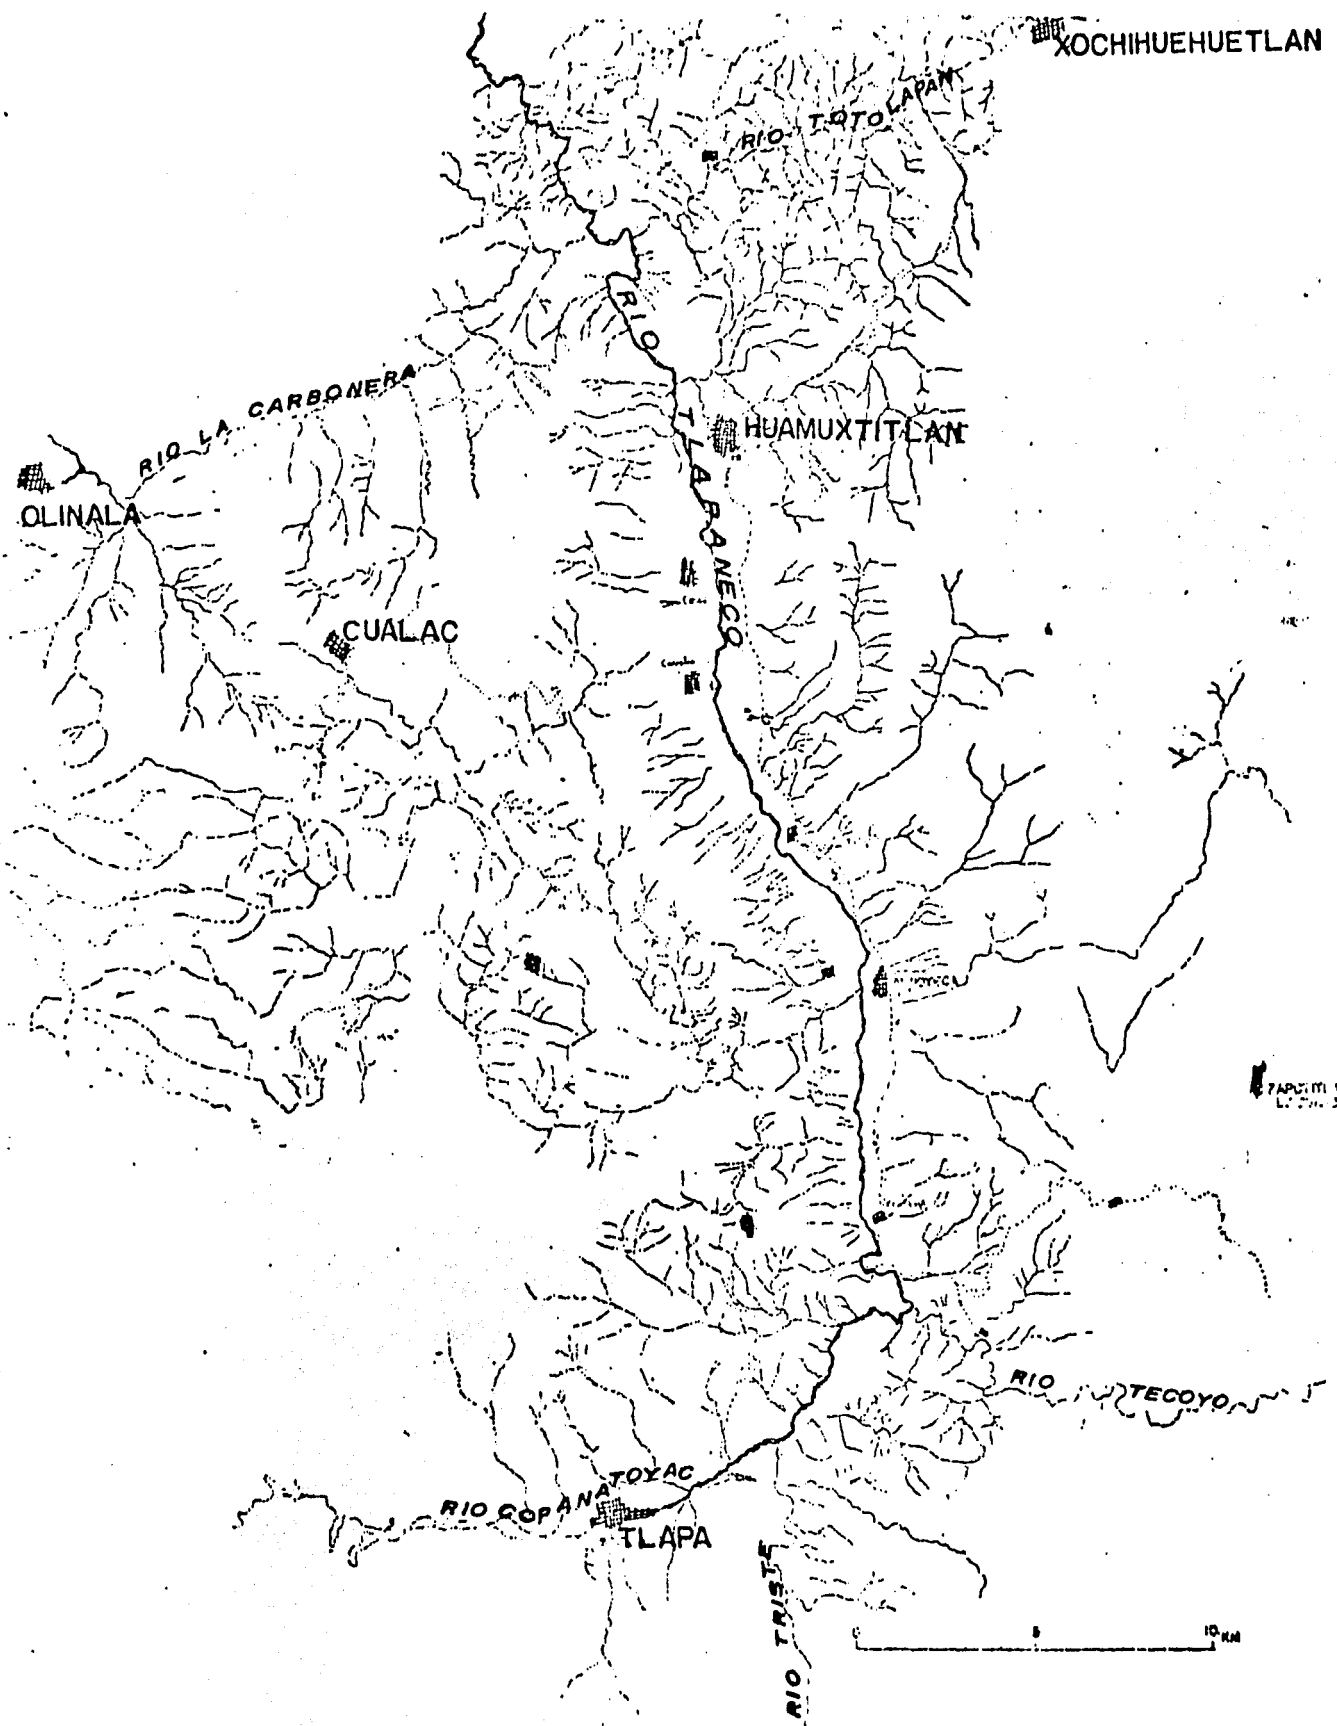 XOCHIHUEHUETLAN
RIO TOTOLAPAN
RIO TLAPANECO
RIO LA CARBONERA
HUAMUXTITLAN
OLINALA
CUALAC
RIO TECOYO
RIO COPANATOYAC
TLAPA
RIO TRISTE
5
10 KM